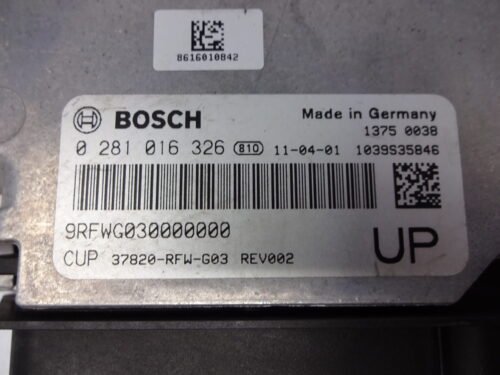 8616010842
BOSCH
Made in Germany
1375 0038
0 281 016 326 810 11-04-01 1039S35846
9RFWG030000000
UP
CUP 37820-RFW-G03 REV002